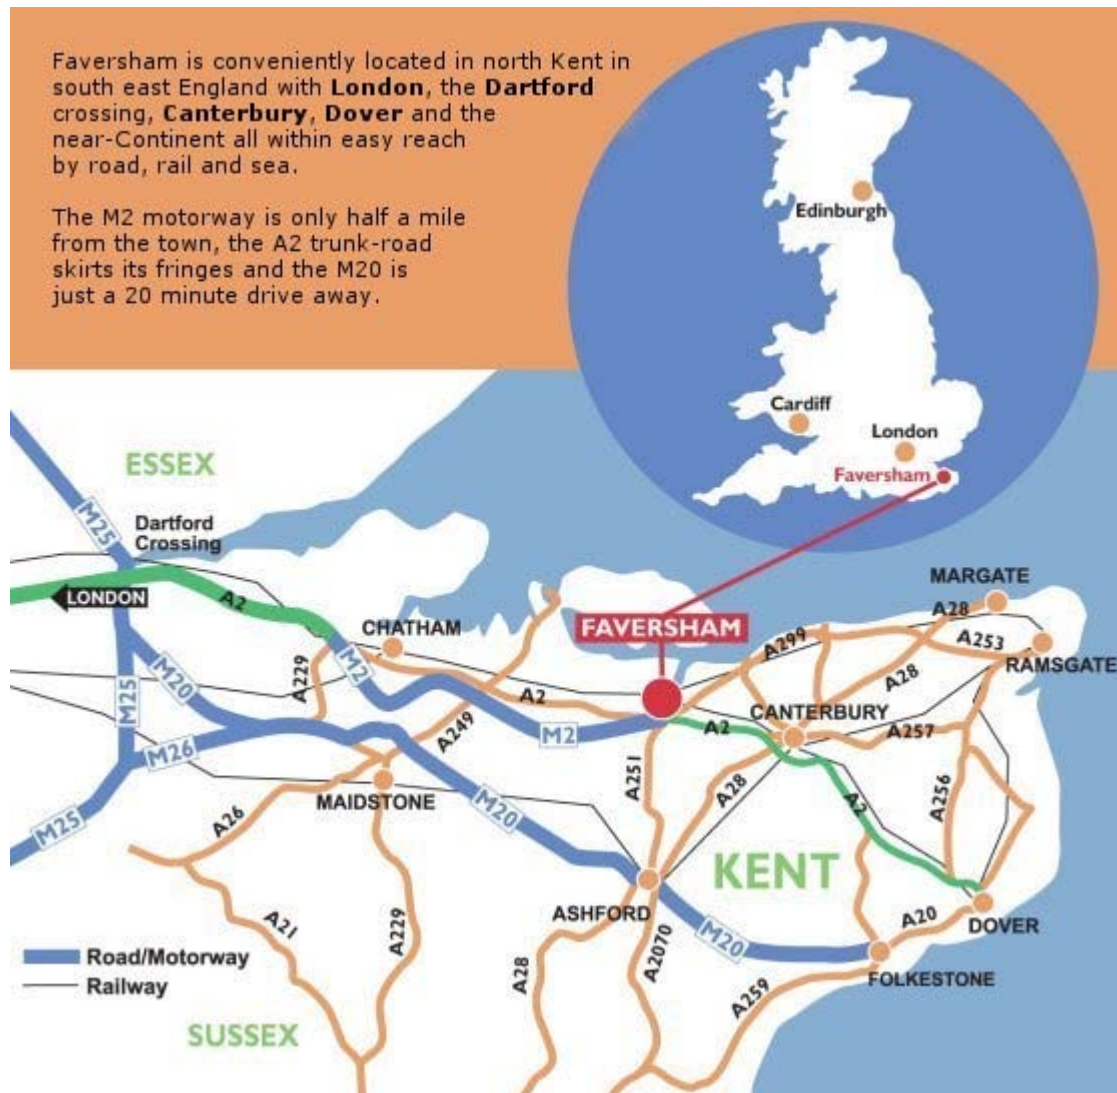 Faversham is conveniently located in north Kent in
south east England with London, the Dartford
crossing, Canterbury, Dover and the
near-Continent all within easy reach
by road, rail and sea.
The M2 motorway is only half a mile
from the town, the A2 trunk-road
skirts its fringes and the M20 is
just a 20 minute drive away.
Edinburgh
Cardiff
London
Faversham
ESSEX
M25
Dartford
Crossing
LONDON
A2
CHATHAM
FAVERSHAM
MARGATE
A28
A299
A253
RAMSGATE
A229
M2
M20
M25
A2
A28
A249
M2
A2
CANTERBURY
A257
M26
A251
A28
A2
A256
MAIDSTONE
M20
M25
A26
KENT
ASHFORD
A21
A229
A28
A2070
M20
A20
DOVER
Road/Motorway
Railway
A259
FOLKESTONE
SUSSEX